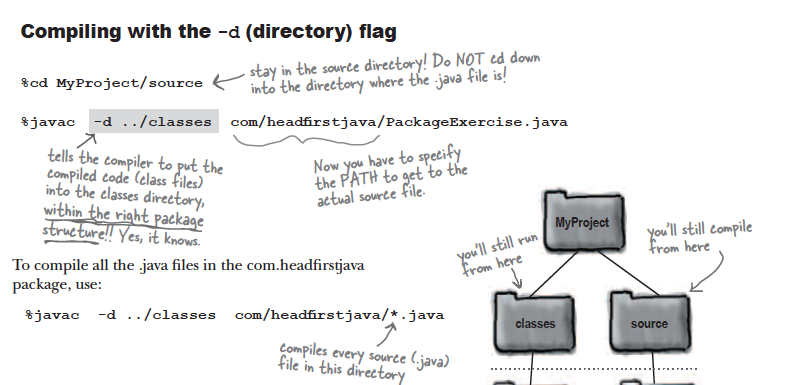 Compiling with the -d (directory) flag
%cd MyProject/source
stay in the source directory! Do NOT cd down
into the directory where the .java file is!
%javac -d ../classes com/headfirstjava/PackageExercise.java
tells the compiler to put the
compiled code (class files)
into the classes directory,
within the right package
structure!! Yes, it knows.
Now you have to specify
the PATH to get to the
actual source file.
To compile all the .java files in the com.headfirstjava
package, use:
%javac -d ../classes com/headfirstjava/*.java
compiles every source (.java)
file in this directory
MyProject
you'll still run
from here
you'll still compile
from here
classes
source